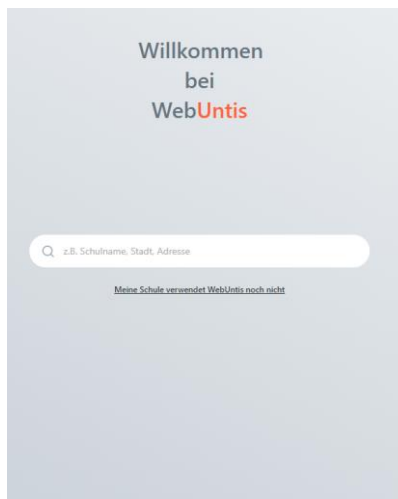 Willkommen
bei
WebUntis
z.B. Schulname, Stadt, Adresse
Meine Schule verwendet WebUntis noch nicht